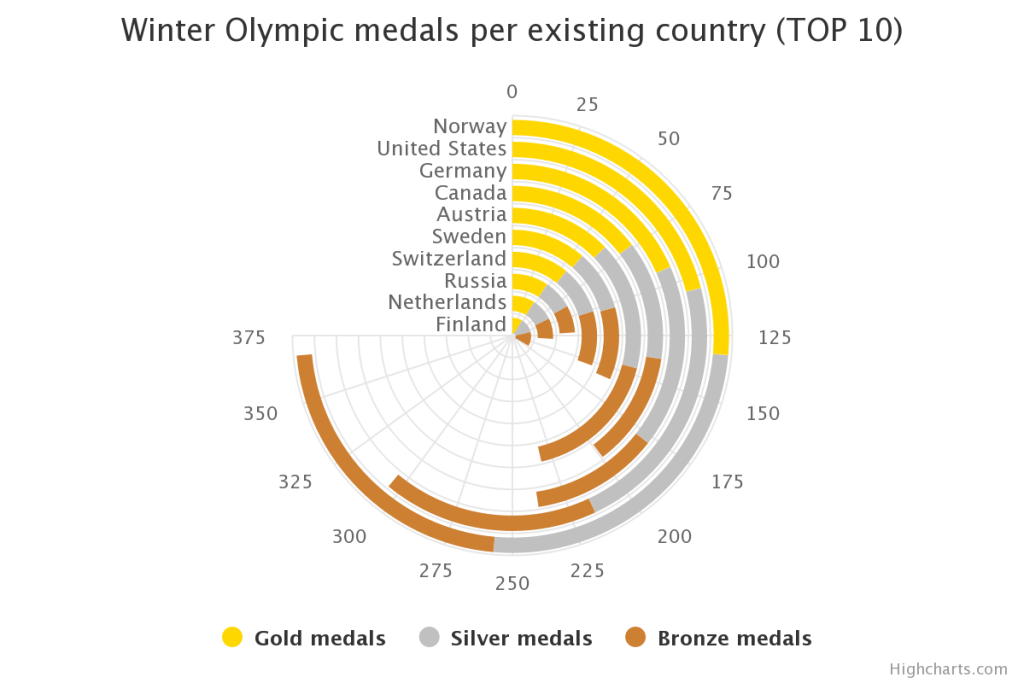 Winter Olympic medals per existing country (TOP 10)
0
25
50
75
100
125
150
175
200
225
250
275
300
325
350
375
Norway
United States
Germany
Canada
Austria
Sweden
Switzerland
Russia
Netherlands
Finland
Gold medals
Silver medals
Bronze medals
Highcharts.com